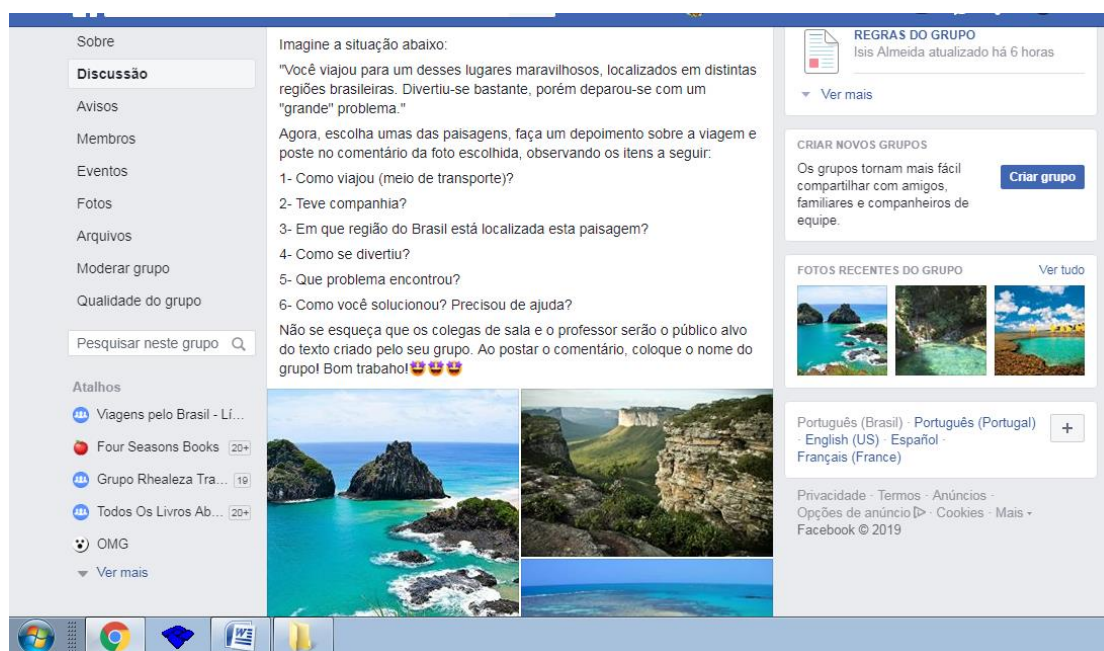 Sobre
Discussão
Avisos
Membros
Eventos
Fotos
Arquivos
Moderar grupo
Qualidade do grupo
Pesquisar neste grupo
Atalhos
Viagens pelo Brasil - Lí...
Four Seasons Books 20+
Grupo Rhealeza Tra... 19
Todos Os Livros Ab... 20+
OMG
Ver mais
Imagine a situação abaixo:
"Você viajou para um desses lugares maravilhosos, localizados em distintas
regiões brasileiras. Divertiu-se bastante, porém deparou-se com um
"grande" problema."
Agora, escolha umas das paisagens, faça um depoimento sobre a viagem e
poste no comentário da foto escolhida, observando os itens a seguir:
1- Como viajou (meio de transporte)?
2- Teve companhia?
3- Em que região do Brasil está localizada esta paisagem?
4- Como se divertiu?
5- Que problema encontrou?
6- Como você solucionou? Precisou de ajuda?
Não se esqueça que os colegas de sala e o professor serão o público alvo
do texto criado pelo seu grupo. Ao postar o comentário, coloque o nome do
grupo! Bom trabaho!🤩🤩🤩
REGRAS DO GRUPO
Isis Almeida atualizado há 6 horas
Ver mais
CRIAR NOVOS GRUPOS
Os grupos tornam mais fácil
compartilhar com amigos,
familiares e companheiros de
equipe.
Criar grupo
FOTOS RECENTES DO GRUPO Ver tudo
Português (Brasil) · Português (Portugal)
· English (US) · Español ·
Français (France)
+
Privacidade · Termos · Anúncios ·
Opções de anúncio · Cookies · Mais
Facebook © 2019